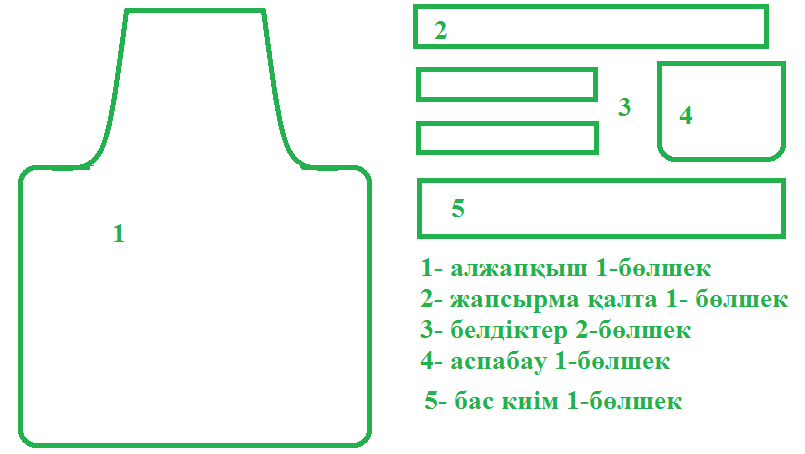 1
2
3
4
5
1- алжапқыш 1-бөлшек
2- жапсырма қалта 1- бөлшек
3- белдіктер 2-бөлшек
4- аспабау 1-бөлшек
5- бас киім 1-бөлшек